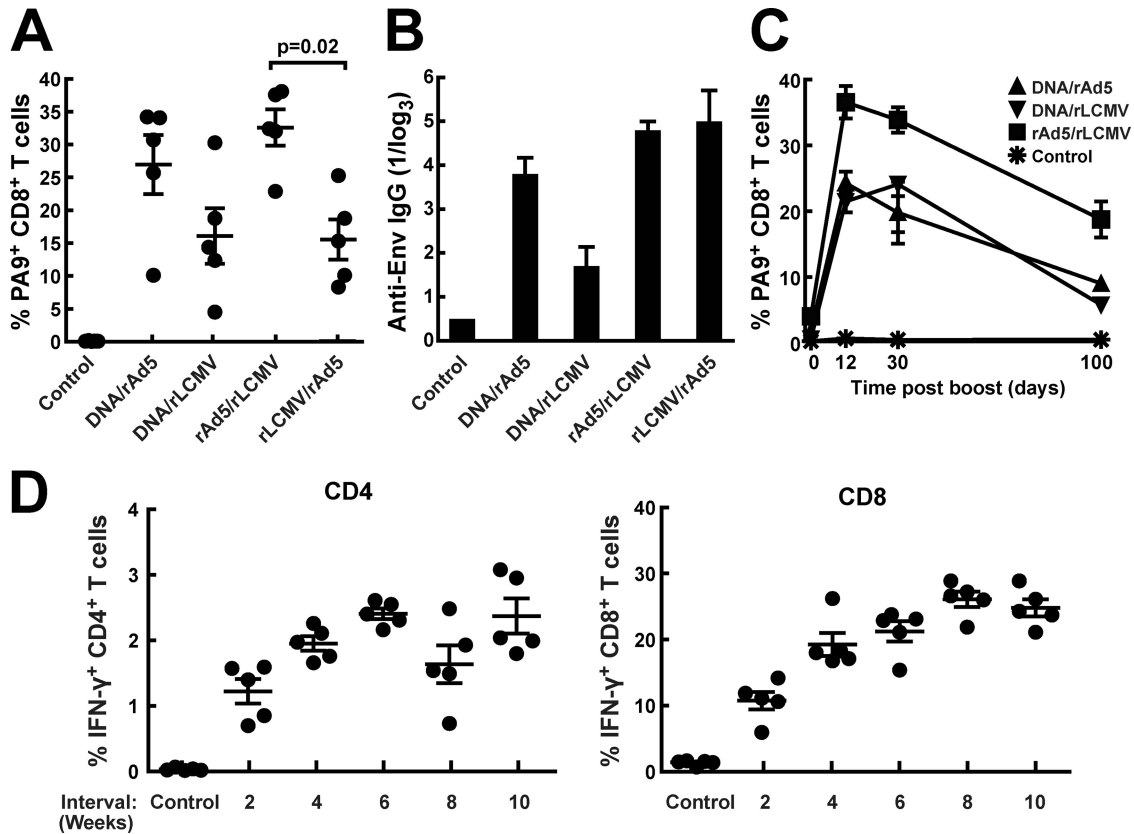 A
p=0.02
% PA9⁺ CD8⁺ T cells
40
35
30
25
20
15
10
5
0
Control
DNA/rAd5
DNA/rLCMV
rAd5/rLCMV
rLCMV/rAd5
B
Anti-Env IgG (1/log₃)
6
5
4
2
1
0
Control
DNA/rAd5
DNA/rLCMV
rAd5/rLCMV
rLCMV/rAd5
C
% PA9⁺ CD8⁺ T cells
40
30
20
10
0
DNA/rAd5
DNA/rLCMV
rAd5/rLCMV
Control
0 12 30 100
Time post boost (days)
D
CD4
% IFN-γ⁺ CD4⁺ T cells
4
3
2
1
0
Interval: Control 2 4 6 8 10
(Weeks)
CD8
% IFN-γ⁺ CD8⁺ T cells
40
30
20
10
0
Control 2 4 6 8 10